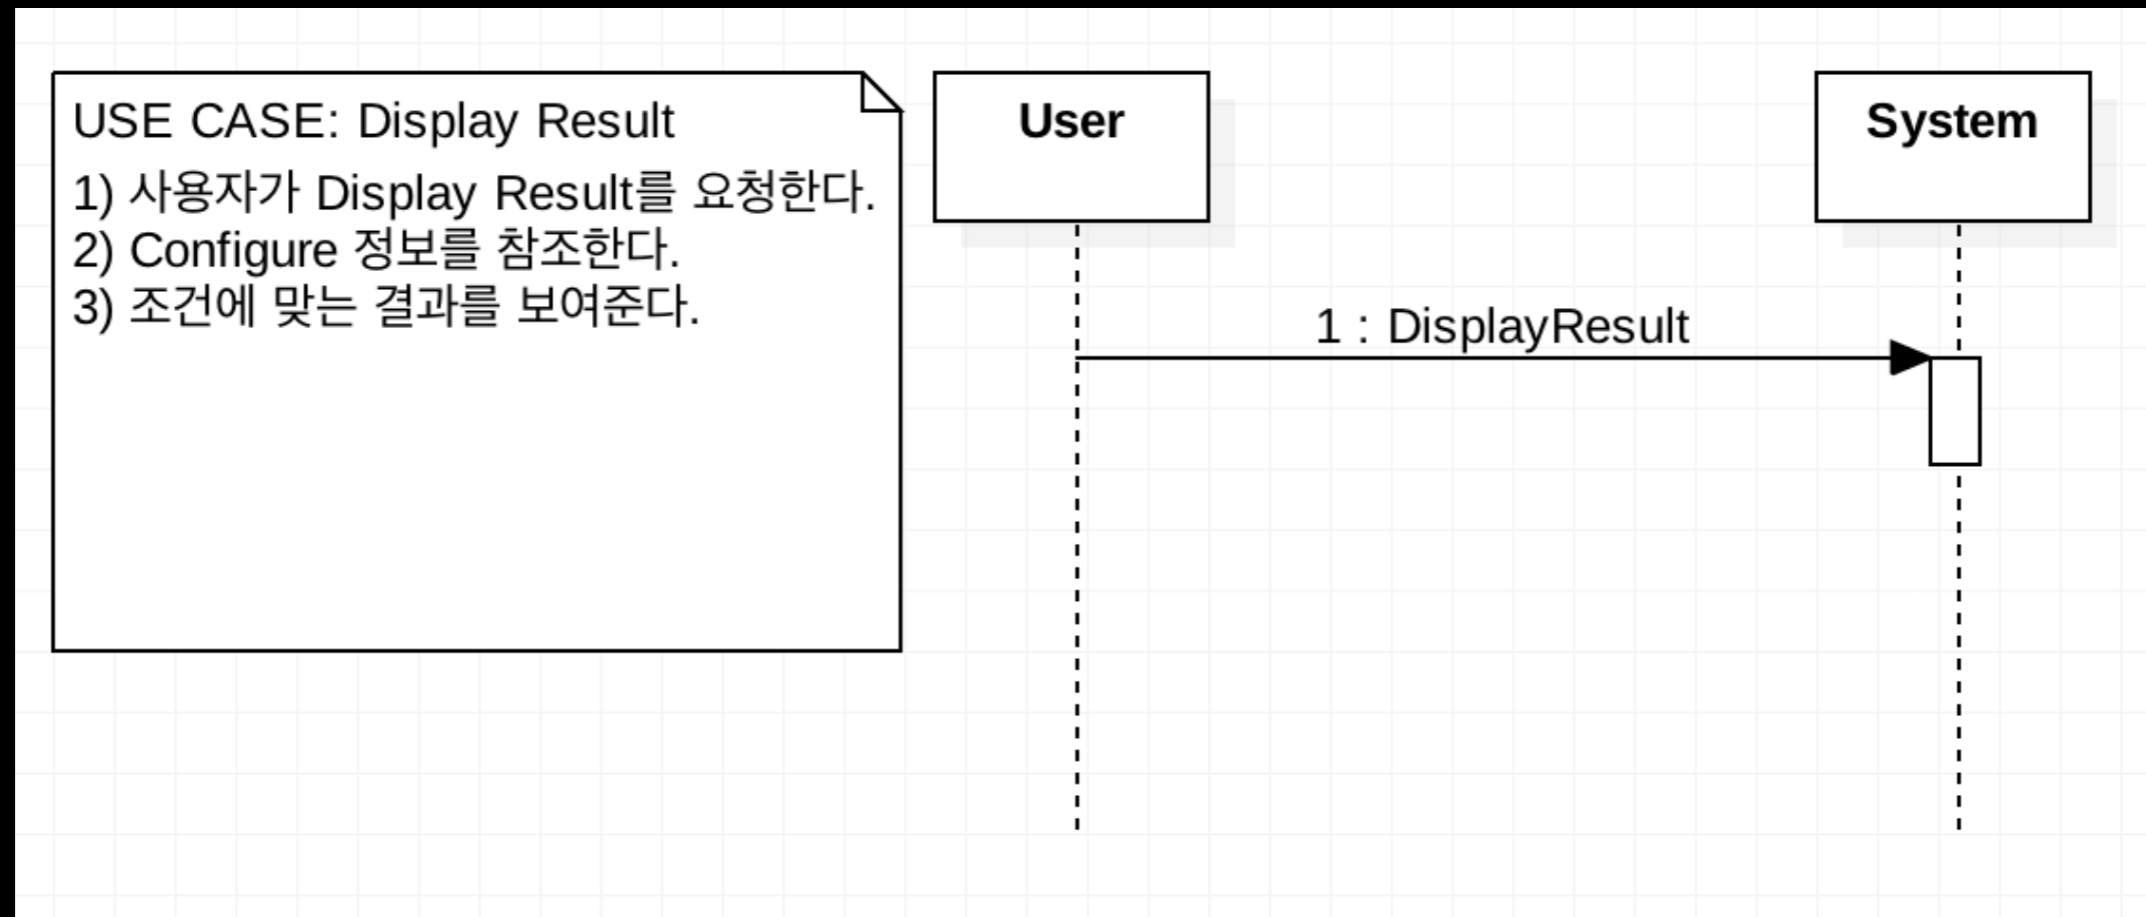 USE CASE: Display Result
1) 사용자가 Display Result를 요청한다.
2) Configure 정보를 참조한다.
3) 조건에 맞는 결과를 보여준다.
User
System
1 : DisplayResult